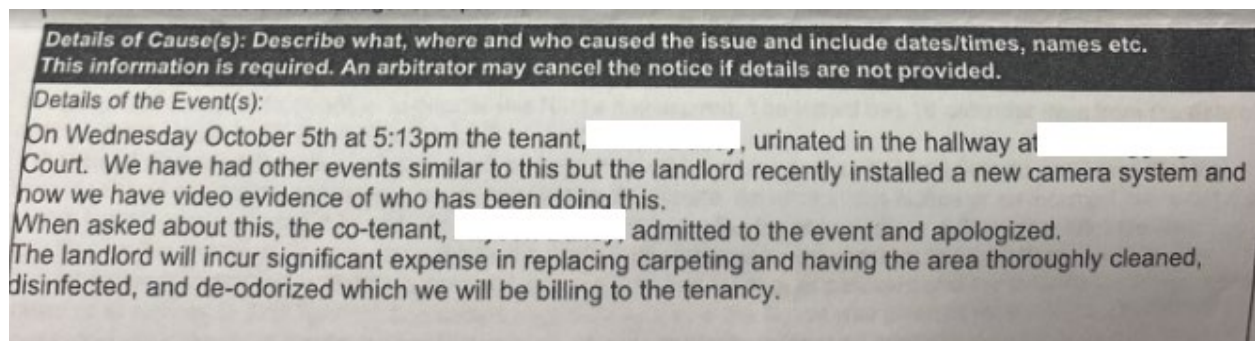 Details of Cause(s): Describe what, where and who caused the issue and include dates/times, names etc.
This information is required. An arbitrator may cancel the notice if details are not provided.
Details of the Event(s):
On Wednesday October 5th at 5:13pm the tenant, , urinated in the hallway at
Court. We have had other events similar to this but the landlord recently installed a new camera system and
now we have video evidence of who has been doing this.
When asked about this, the co-tenant, , admitted to the event and apologized.
The landlord will incur significant expense in replacing carpeting and having the area thoroughly cleaned,
disinfected, and de-odorized which we will be billing to the tenancy.